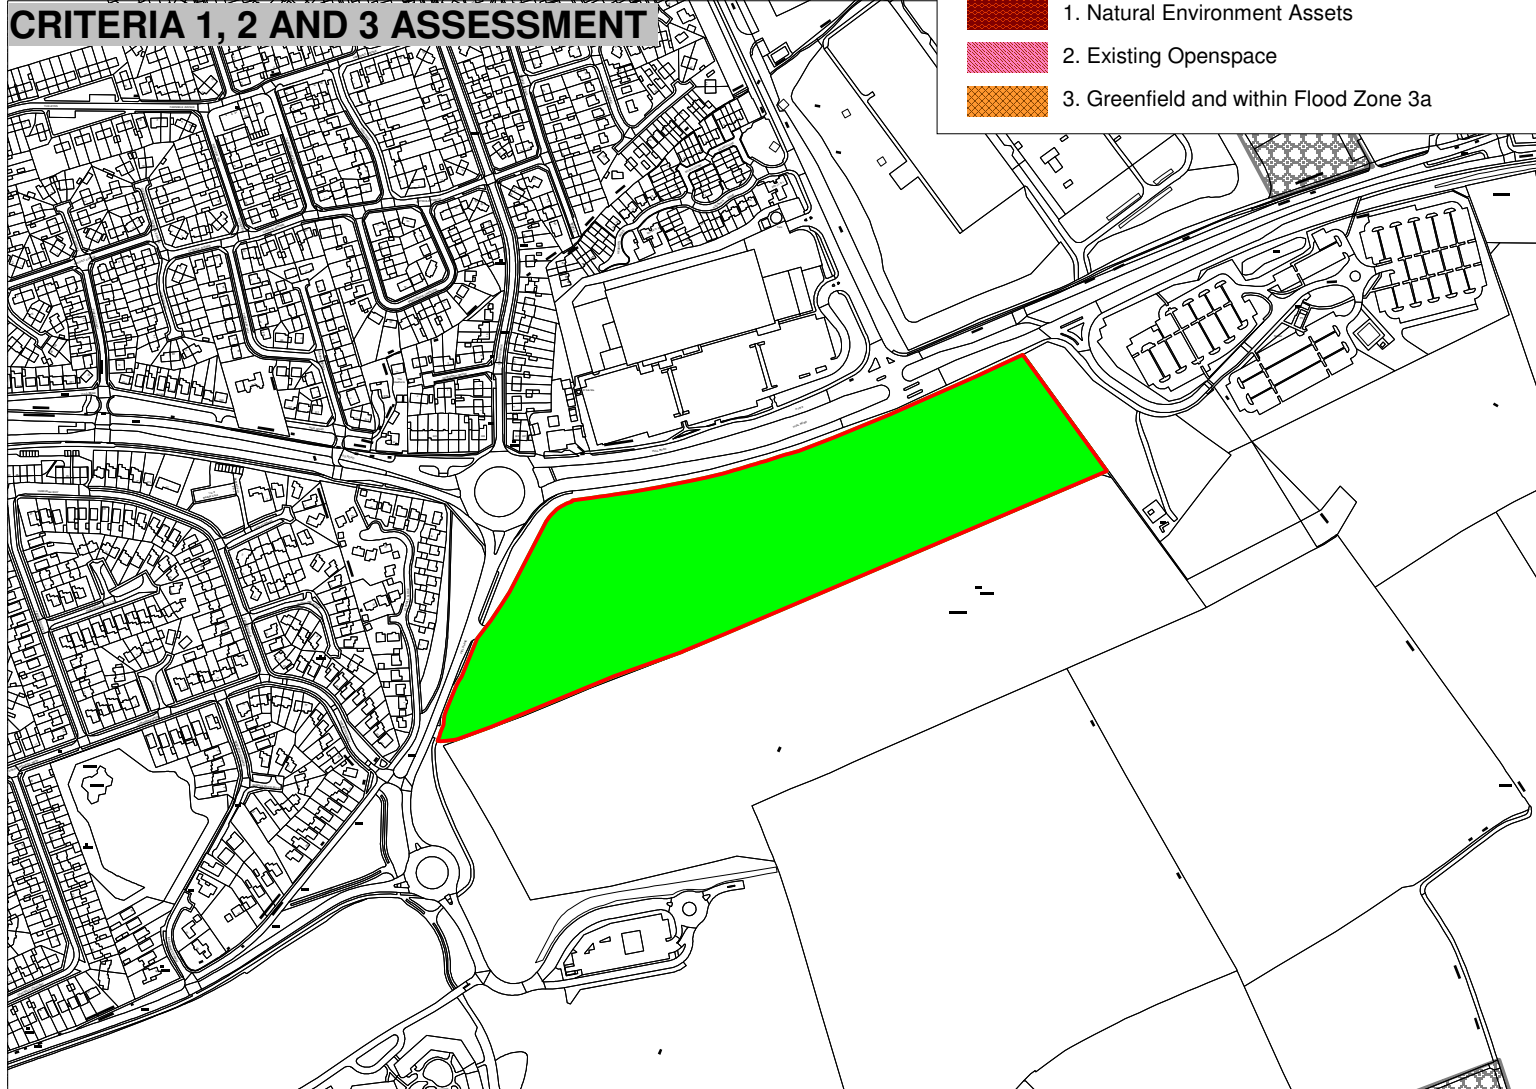 CRITERIA 1, 2 AND 3 ASSESSMENT
1. Natural Environment Assets
2. Existing Openspace
3. Greenfield and within Flood Zone 3a